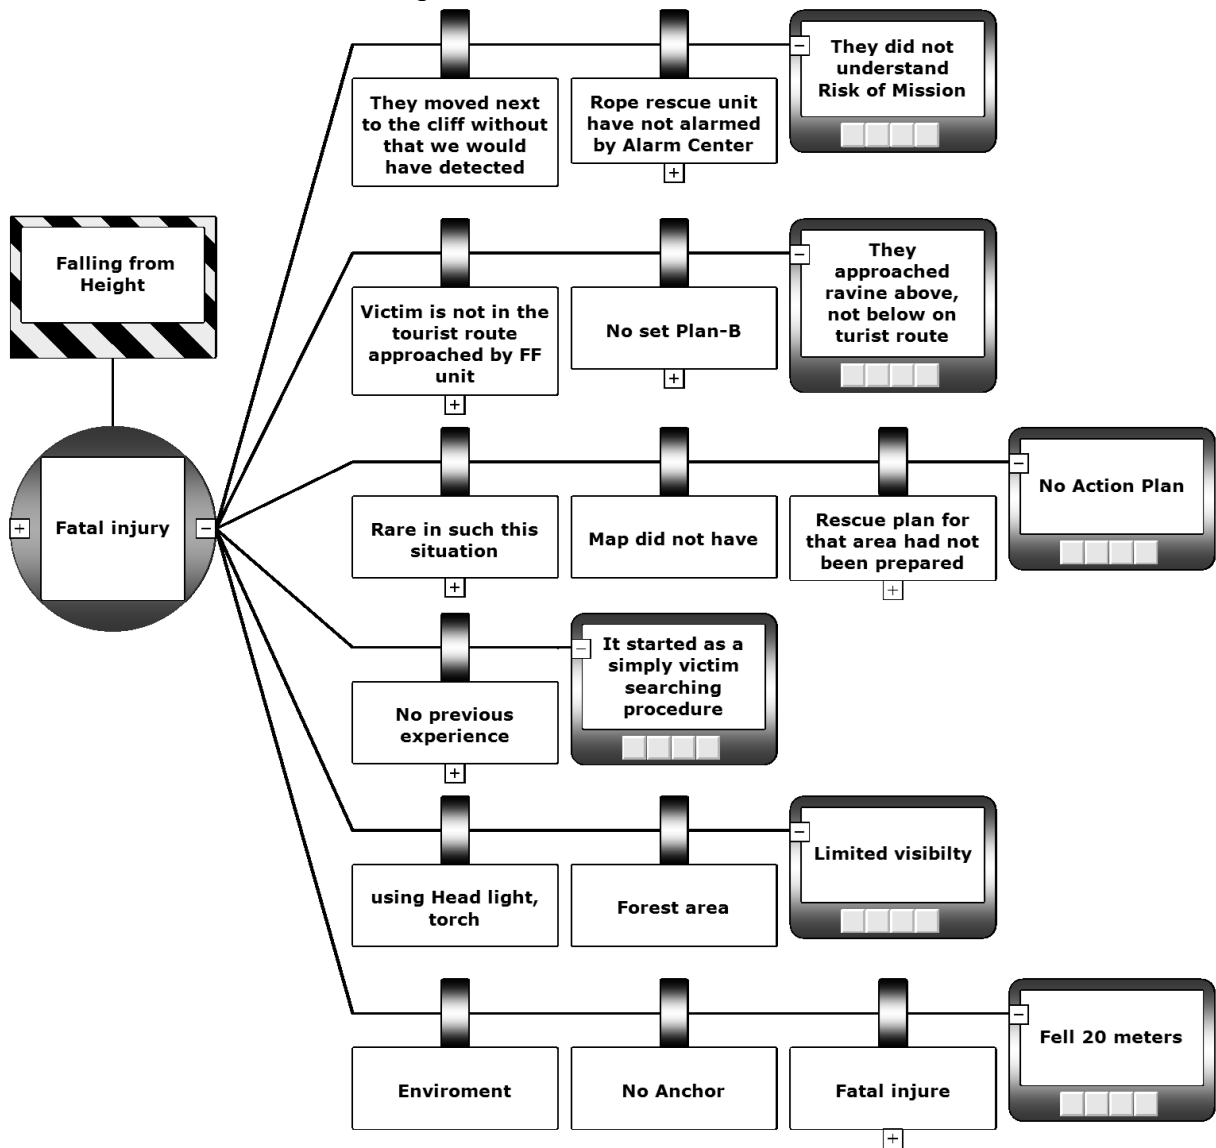 Falling from
Height
Fatal injury
They moved next
to the cliff without
that we would
have detected
Rope rescue unit
have not alarmed
by Alarm Center
They did not
understand
Risk of Mission
Victim is not in the
tourist route
approached by FF
unit
No set Plan-B
They
approached
ravine above,
not below on
turist route
Rare in such this
situation
Map did not have
Rescue plan for
that area had not
been prepared
No Action Plan
No previous
experience
It started as a
simply victim
searching
procedure
using Head light,
torch
Forest area
Limited visibilty
Enviroment
No Anchor
Fatal injure
Fell 20 meters